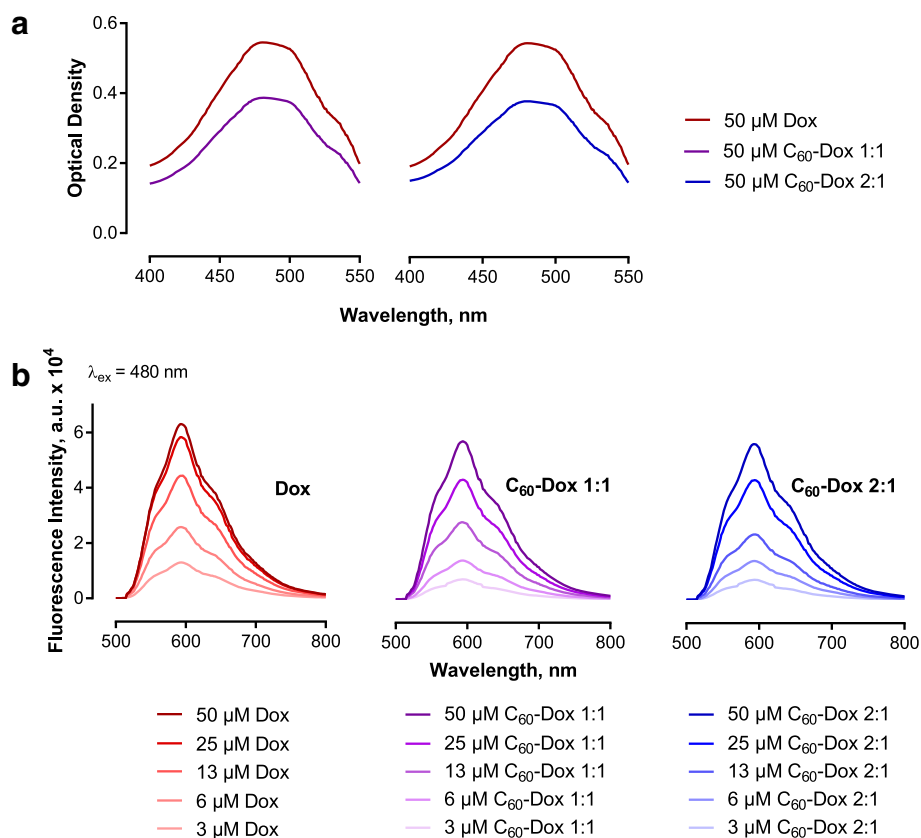 a
Optical Density
0.6
0.4
0.2
0.0
400 450 500 550
400 450 500 550
Wavelength, nm
50 µM Dox
50 µM C₆₀-Dox 1:1
50 µM C₆₀-Dox 2:1
b
λex = 480 nm
Fluorescence Intensity, a.u. x 10⁴
6
4
2
0
Dox
C₆₀-Dox 1:1
C₆₀-Dox 2:1
500 600 700 800
500 600 700 800
500 600 700 800
Wavelength, nm
50 µM Dox
25 µM Dox
13 µM Dox
6 µM Dox
3 µM Dox
50 µM C₆₀-Dox 1:1
25 µM C₆₀-Dox 1:1
13 µM C₆₀-Dox 1:1
6 µM C₆₀-Dox 1:1
3 µM C₆₀-Dox 1:1
50 µM C₆₀-Dox 2:1
25 µM C₆₀-Dox 2:1
13 µM C₆₀-Dox 2:1
6 µM C₆₀-Dox 2:1
3 µM C₆₀-Dox 2:1